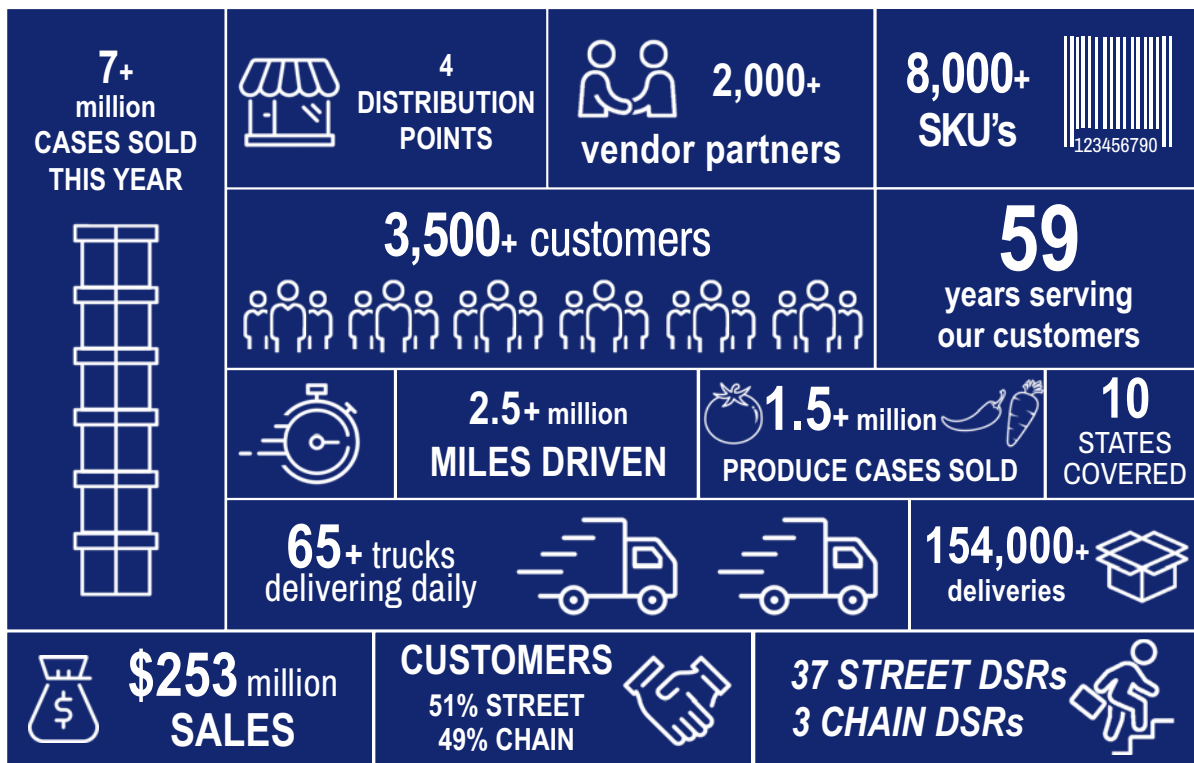 7+
million
CASES SOLD
THIS YEAR
4
DISTRIBUTION
POINTS
2,000+
vendor partners
8,000+
SKU's
123456790
3,500+ customers
59
years serving
our customers
2.5+ million
MILES DRIVEN
1.5+ million
PRODUCE CASES SOLD
10
STATES
COVERED
65+ trucks
delivering daily
154,000+
deliveries
$
$253 million
SALES
CUSTOMERS
51% STREET
49% CHAIN
37 STREET DSRs
3 CHAIN DSRs